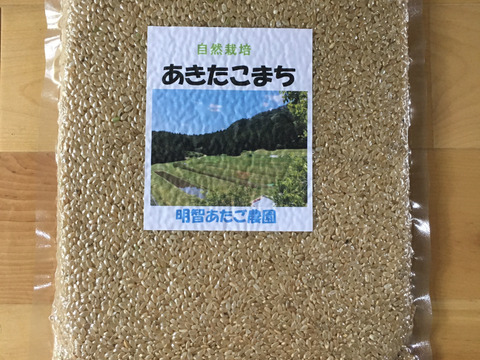 自然栽培
あきたこまち
明智あたご農園